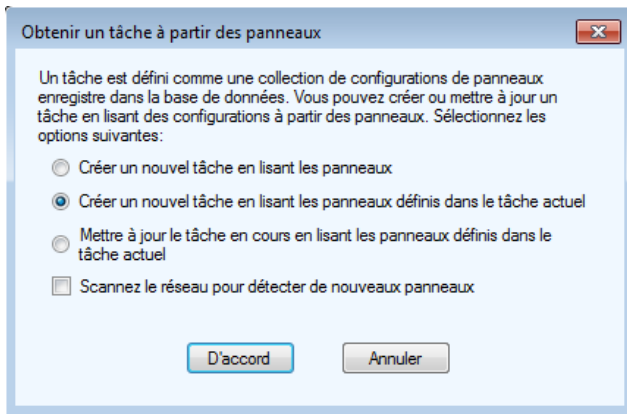 Obtenir un tâche à partir des panneaux
Un tâche est défini comme une collection de configurations de panneaux
enregistre dans la base de données. Vous pouvez créer ou mettre à jour un
tâche en lisant des configurations à partir des panneaux. Sélectionnez les
options suivantes:
Créer un nouvel tâche en lisant les panneaux
Créer un nouvel tâche en lisant les panneaux définis dans le tâche actuel
Mettre à jour le tâche en cours en lisant les panneaux définis dans le
tâche actuel
Scannez le réseau pour détecter de nouveaux panneaux
D'accord
Annuler